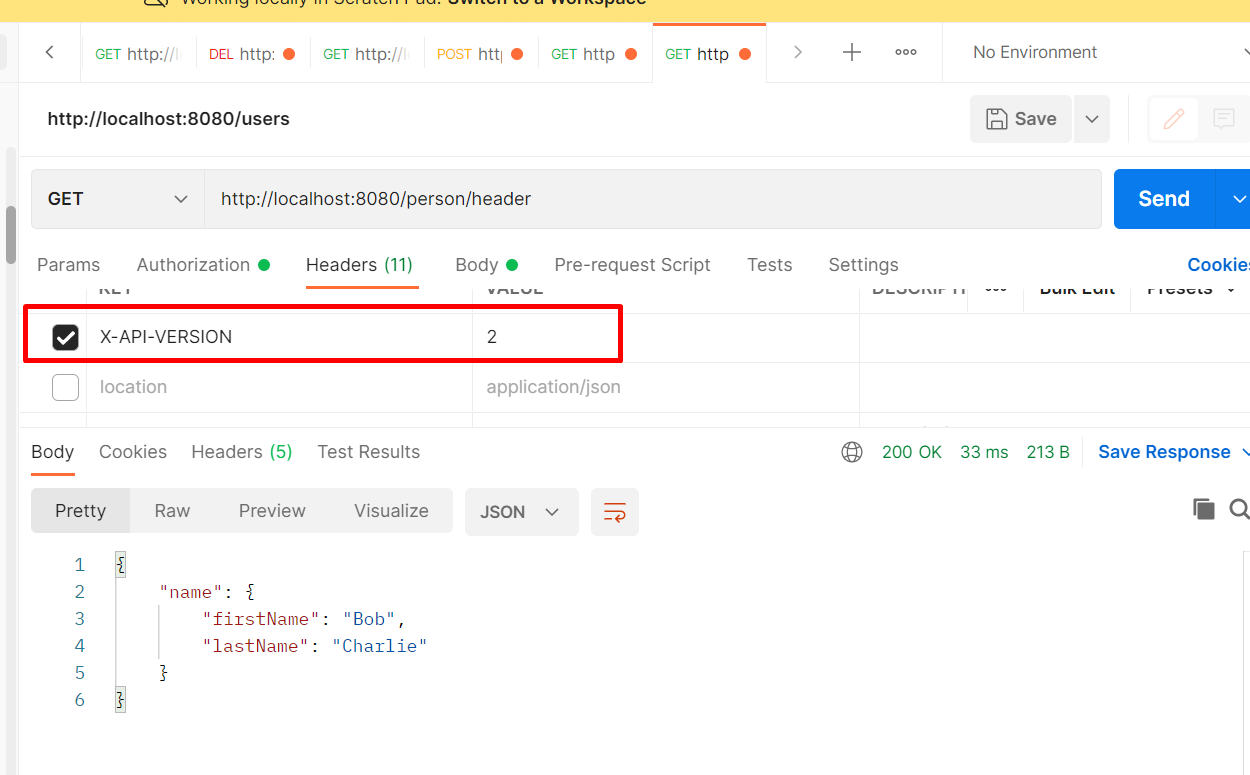 Working locally in Scratch Pad. Switch to a Workspace
GET http://l DEL http: GET http://l POST htt GET http GET http No Environment
http://localhost:8080/users Save
GET http://localhost:8080/person/header Send
Params Authorization Headers (11) Body Pre-request Script Tests Settings Cookies
KEY VALUE DESCRIPTI Bulk Edit Presets
X-API-VERSION 2
location application/json
Body Cookies Headers (5) Test Results 200 OK 33 ms 213 B Save Response
Pretty Raw Preview Visualize JSON
1 {
2 "name": {
3 "firstName": "Bob",
4 "lastName": "Charlie"
5 }
6 }